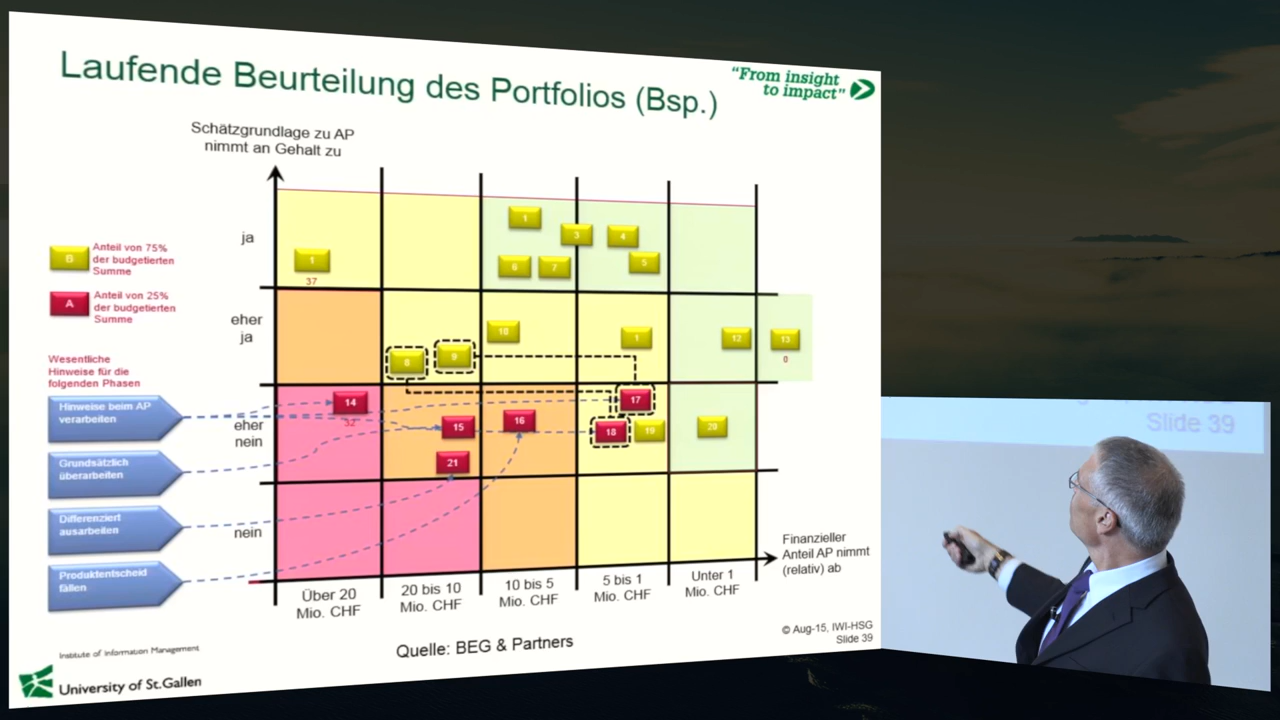 Laufende Beurteilung des Portfolios (Bsp.)
“From insight
to impact”
Schätzgrundlage zu AP
nimmt an Gehalt zu
ja
eher
ja
eher
nein
nein
Anteil von 75%
der budgetierten
Summe
A
Anteil von 25%
der budgetierten
Summe
Wesentliche
Hinweise für die
folgenden Phasen
Hinweise beim AP
verarbeiten
Grundsätzlich
überarbeiten
Differenziert
ausarbeiten
Produktentscheid
fällen
1
37
1
3
4
6
7
5
10
1
12
13
0
8
9
14
32
15
16
17
18
19
20
21
Über 20
Mio. CHF
20 bis 10
Mio. CHF
10 bis 5
Mio. CHF
5 bis 1
Mio. CHF
Unter 1
Mio. CHF
Finanzieller
Anteil AP nimmt
(relativ) ab
Quelle: BEG & Partners
© Aug-15, IWI-HSG
Slide 39
Institute of Information Management
University of St.Gallen
Slide 39